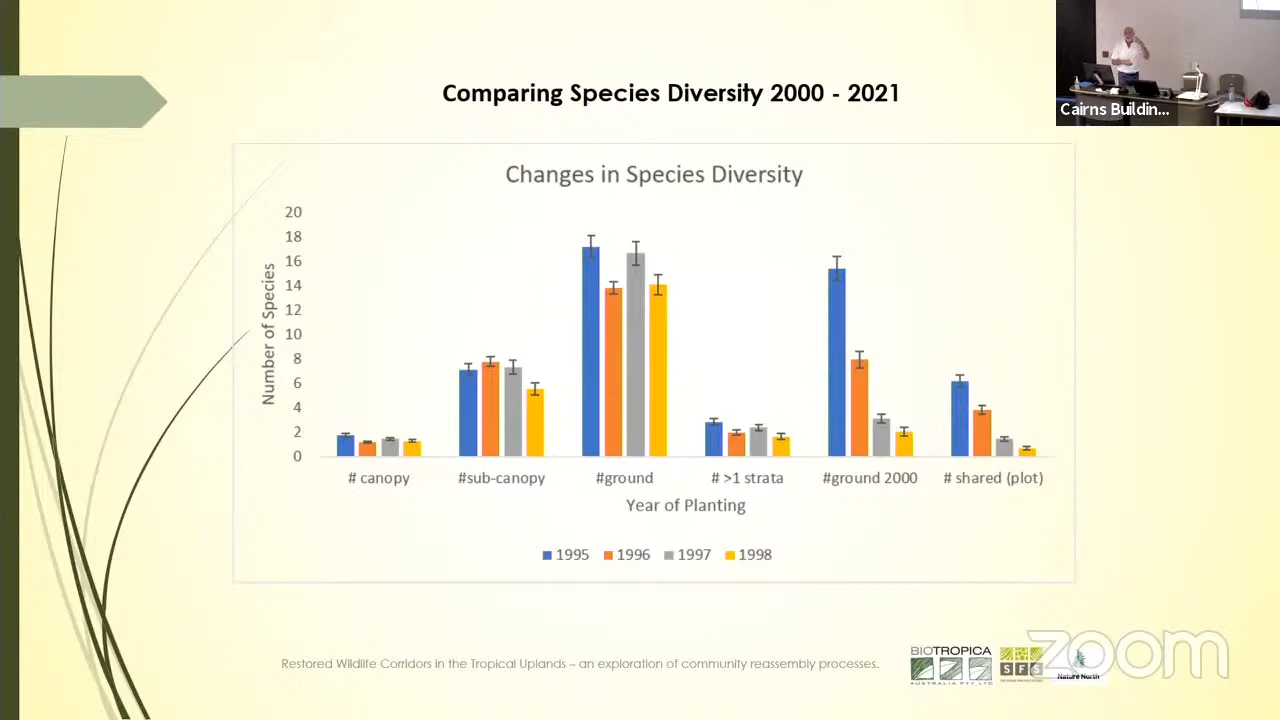 Comparing Species Diversity 2000 - 2021
Cairns Buildin...
Changes in Species Diversity
Number of Species
20
18
16
14
12
10
8
6
4
2
0
# canopy
#sub-canopy
#ground
# >1 strata
#ground 2000
# shared (plot)
Year of Planting
1995 1996 1997 1998
Restored Wildlife Corridors in the Tropical Uplands – an exploration of community reassembly processes.
BIOTROPICA
AUSTRALIA PTY LTD
SFS
Nature North
zoom